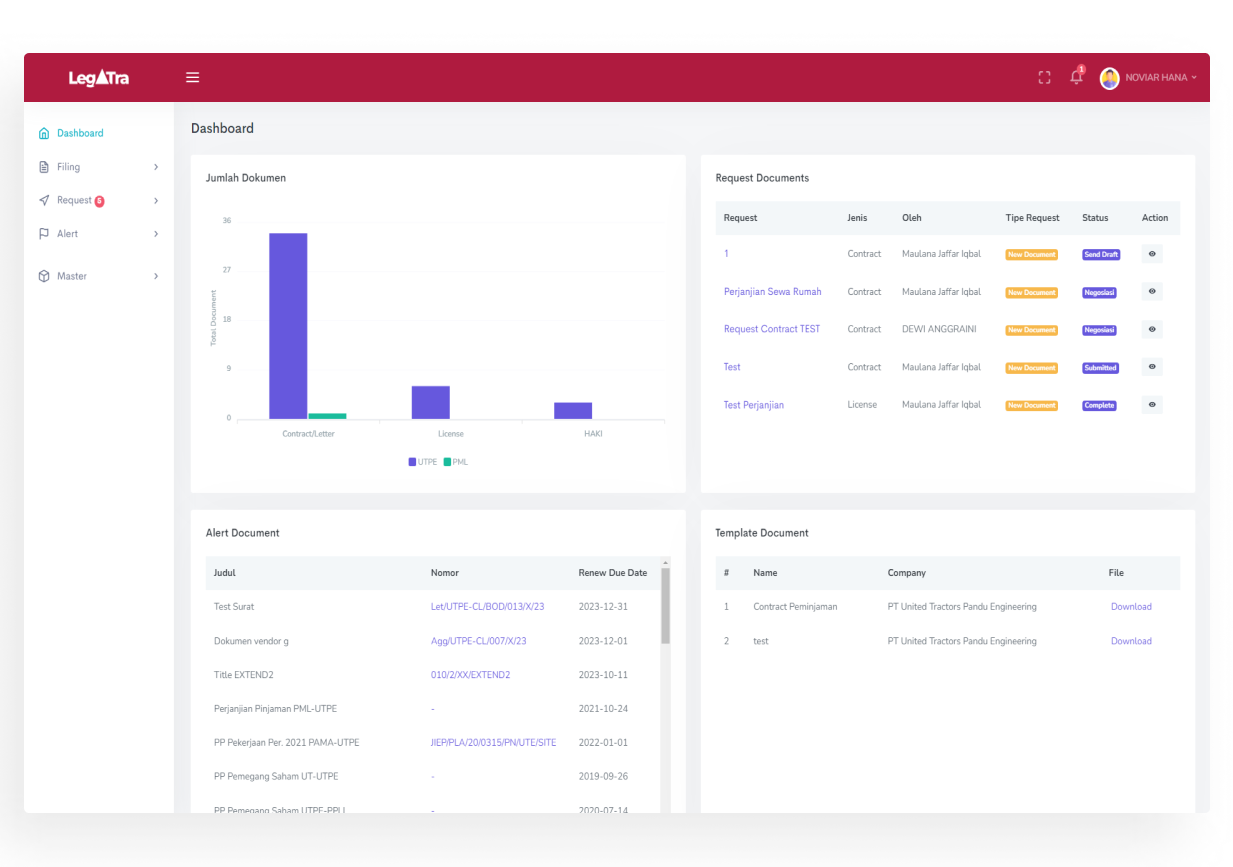 LegATra
1
NOVIAR HANA
Dashboard
Filing
Request 5
Alert
Master
Dashboard
Jumlah Dokumen
36
27
18
9
0
Total Document
Contract/Letter License HAKI
UTPE PML
Request Documents
Request Jenis Oleh Tipe Request Status Action
1 Contract Maulana Jaffar Iqbal New Document Send Draft
Perjanjian Sewa Rumah Contract Maulana Jaffar Iqbal New Document Negosiasi
Request Contract TEST Contract DEWI ANGGRAINI New Document Negosiasi
Test Contract Maulana Jaffar Iqbal New Document Submitted
Test Perjanjian License Maulana Jaffar Iqbal New Document Complete
Alert Document
Judul Nomor Renew Due Date
Test Surat Let/UTPE-CL/BOD/013/X/23 2023-12-31
Dokumen vendor g Agg/UTPE-CL/007/X/23 2023-12-01
Title EXTEND2 010/2/XX/EXTEND2 2023-10-11
Perjanjian Pinjaman PML-UTPE - 2021-10-24
PP Pekerjaan Per. 2021 PAMA-UTPE JIEP/PLA/20/0315/PN/UTE/SITE 2022-01-01
PP Pemegang Saham UT-UTPE - 2019-09-26
PP Pemegang Saham UTPE-PPLI - 2020-07-14
Template Document
# Name Company File
1 Contract Peminjaman PT United Tractors Pandu Engineering Download
2 test PT United Tractors Pandu Engineering Download